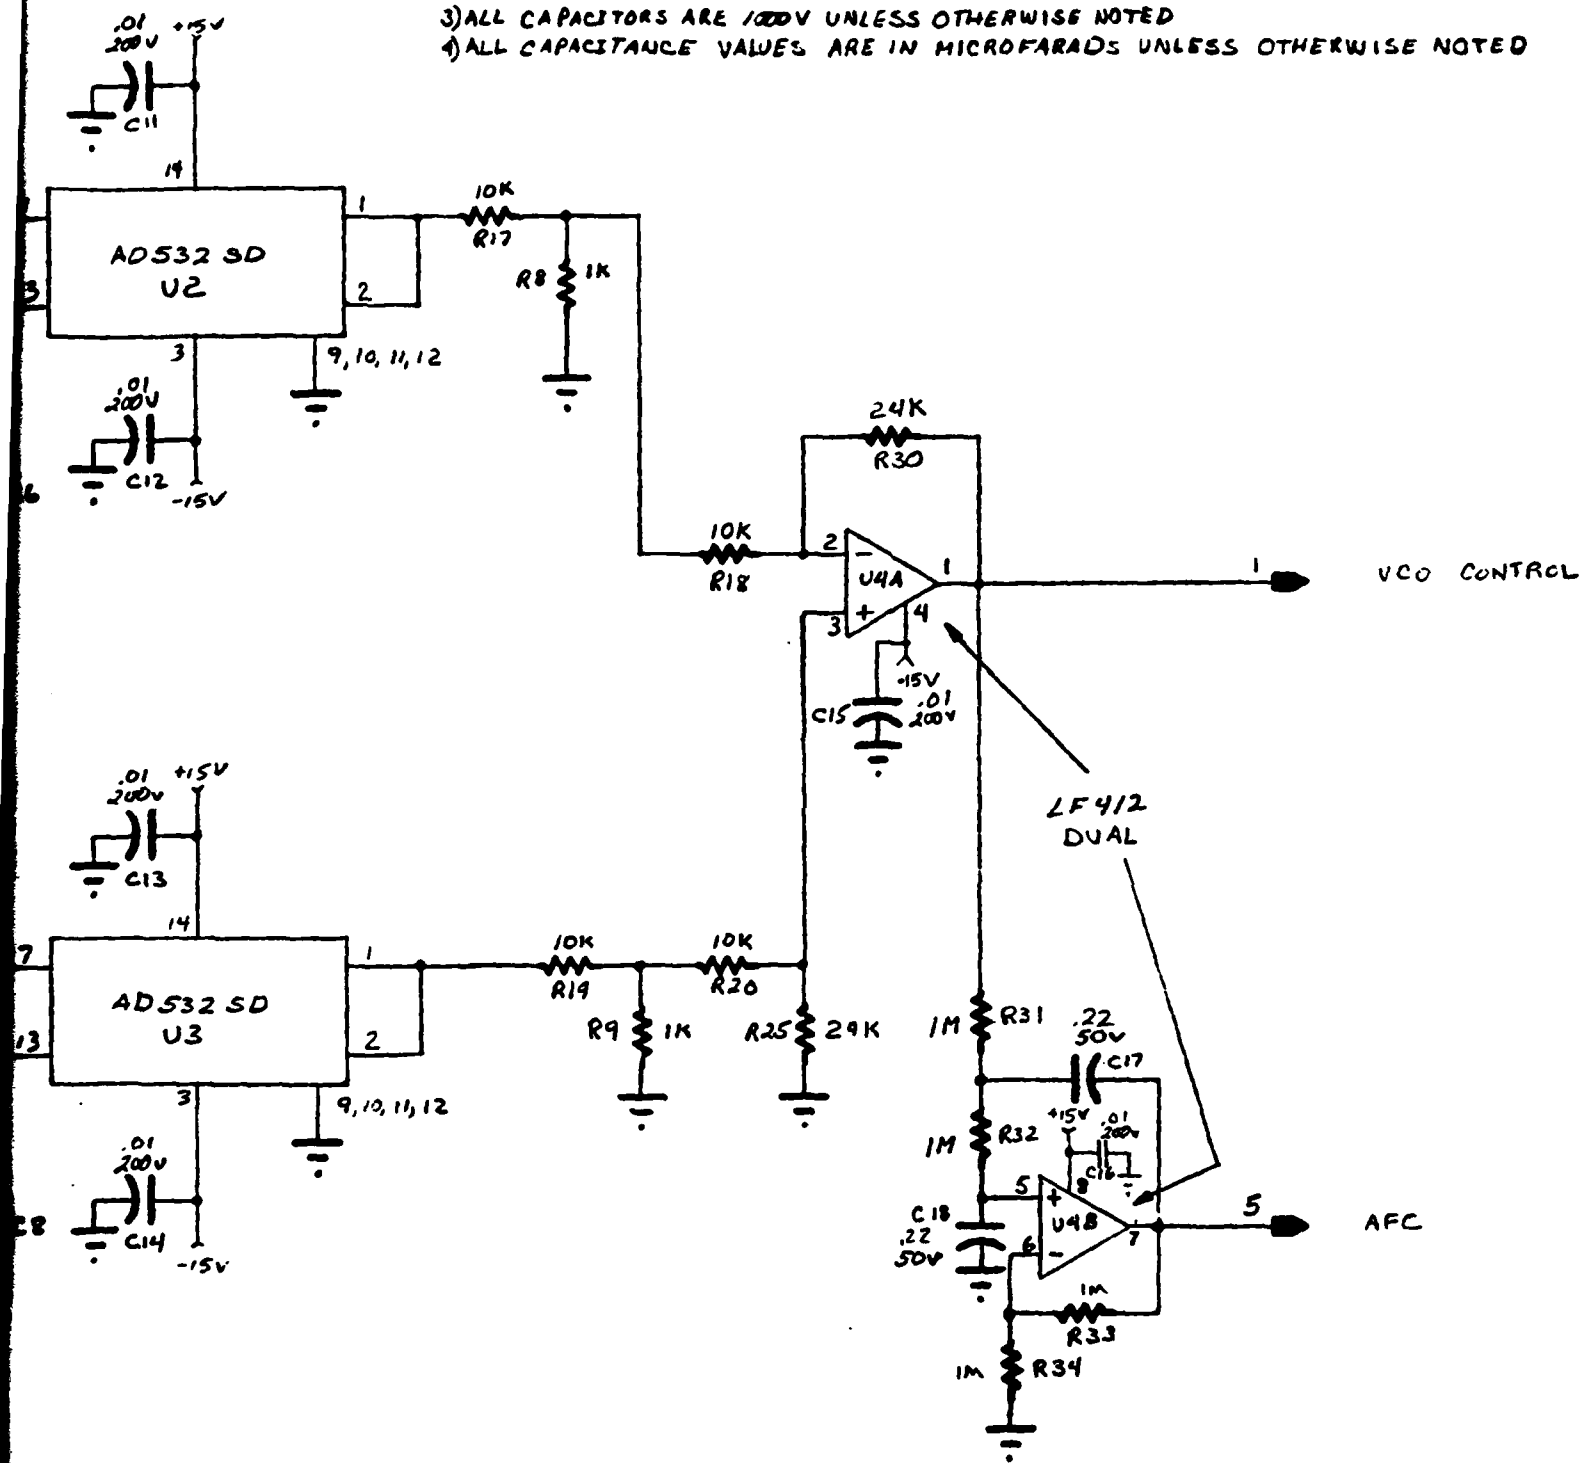 3) ALL CAPACITORS ARE 1000V UNLESS OTHERWISE NOTED
4) ALL CAPACITANCE VALUES ARE IN MICROFARADS UNLESS OTHERWISE NOTED
.01
200V
+15V
C11
14
AD532 SD
U2
1
2
3
9, 10, 11, 12
.01
200V
C12
-15V
10K
R17
R8
1K
3
6
24K
R30
10K
R18
2
-
U4A
+
3
4
1
1
VCO CONTROL
-15V
C15
.01
200V
LF412
DUAL
.01
200V
+15V
C13
14
7
13
AD532 SD
U3
1
2
3
9, 10, 11, 12
.01
200V
C14
-15V
10K
R19
10K
R20
R9
1K
R25
24K
1M
R31
.22
50V
C17
1M
R32
+15V
.01
200V
C16
8
5
+
U4B
6
-
7
5
AFC
C18
.22
50V
1M
R33
1M
R34